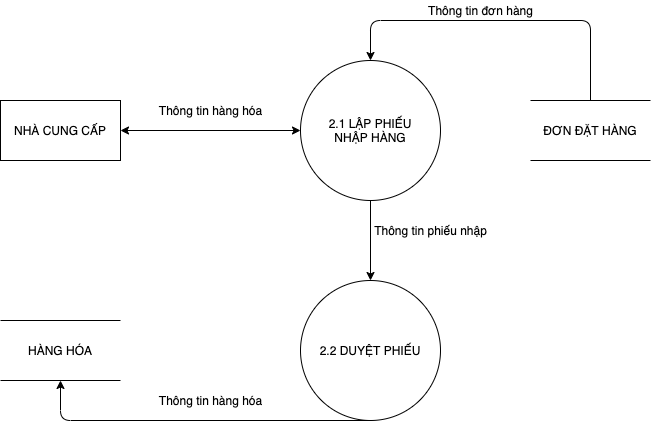 Thông tin đơn hàng
Thông tin hàng hóa
NHÀ CUNG CẤP
2.1 LẬP PHIẾU
NHẬP HÀNG
ĐƠN ĐẶT HÀNG
Thông tin phiếu nhập
HÀNG HÓA
2.2 DUYỆT PHIẾU
Thông tin hàng hóa